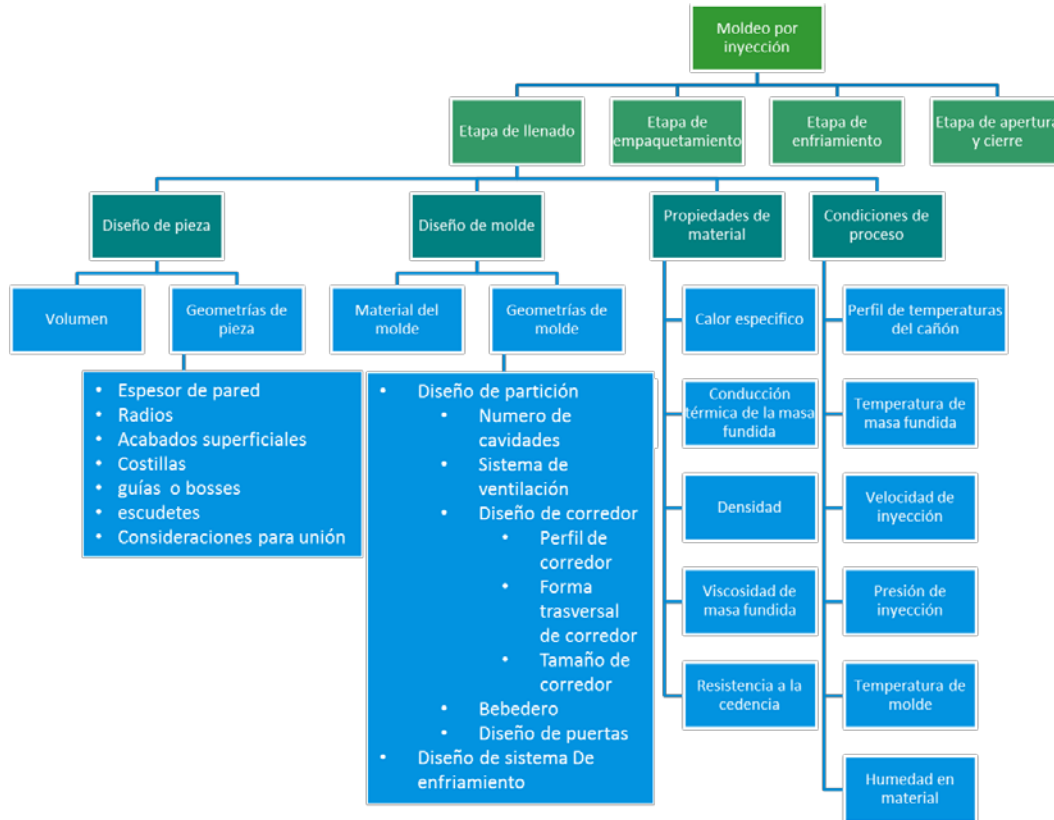 Moldeo por
inyección
Etapa de llenado
Etapa de
empaquetamiento
Etapa de
enfriamiento
Etapa de apertura
y cierre
Diseño de pieza
Diseño de molde
Propiedades de
material
Condiciones de
proceso
Volumen
Geometrías de
pieza
Material del
molde
Geometrías de
molde
• Espesor de pared
• Radios
• Acabados superficiales
• Costillas
• guías o bosses
• escudetes
• Consideraciones para unión
• Diseño de partición
• Numero de
cavidades
• Sistema de
ventilación
• Diseño de corredor
• Perfil de
corredor
• Forma
trasversal
de corredor
• Tamaño de
corredor
• Bebedero
• Diseño de puertas
• Diseño de sistema De
enfriamiento
Calor especifico
Conducción
térmica de la masa
fundida
Densidad
Viscosidad de
masa fundida
Resistencia a la
cedencia
Perfil de temperaturas
del cañón
Temperatura de
masa fundida
Velocidad de
inyección
Presión de
inyección
Temperatura de
molde
Humedad en
material